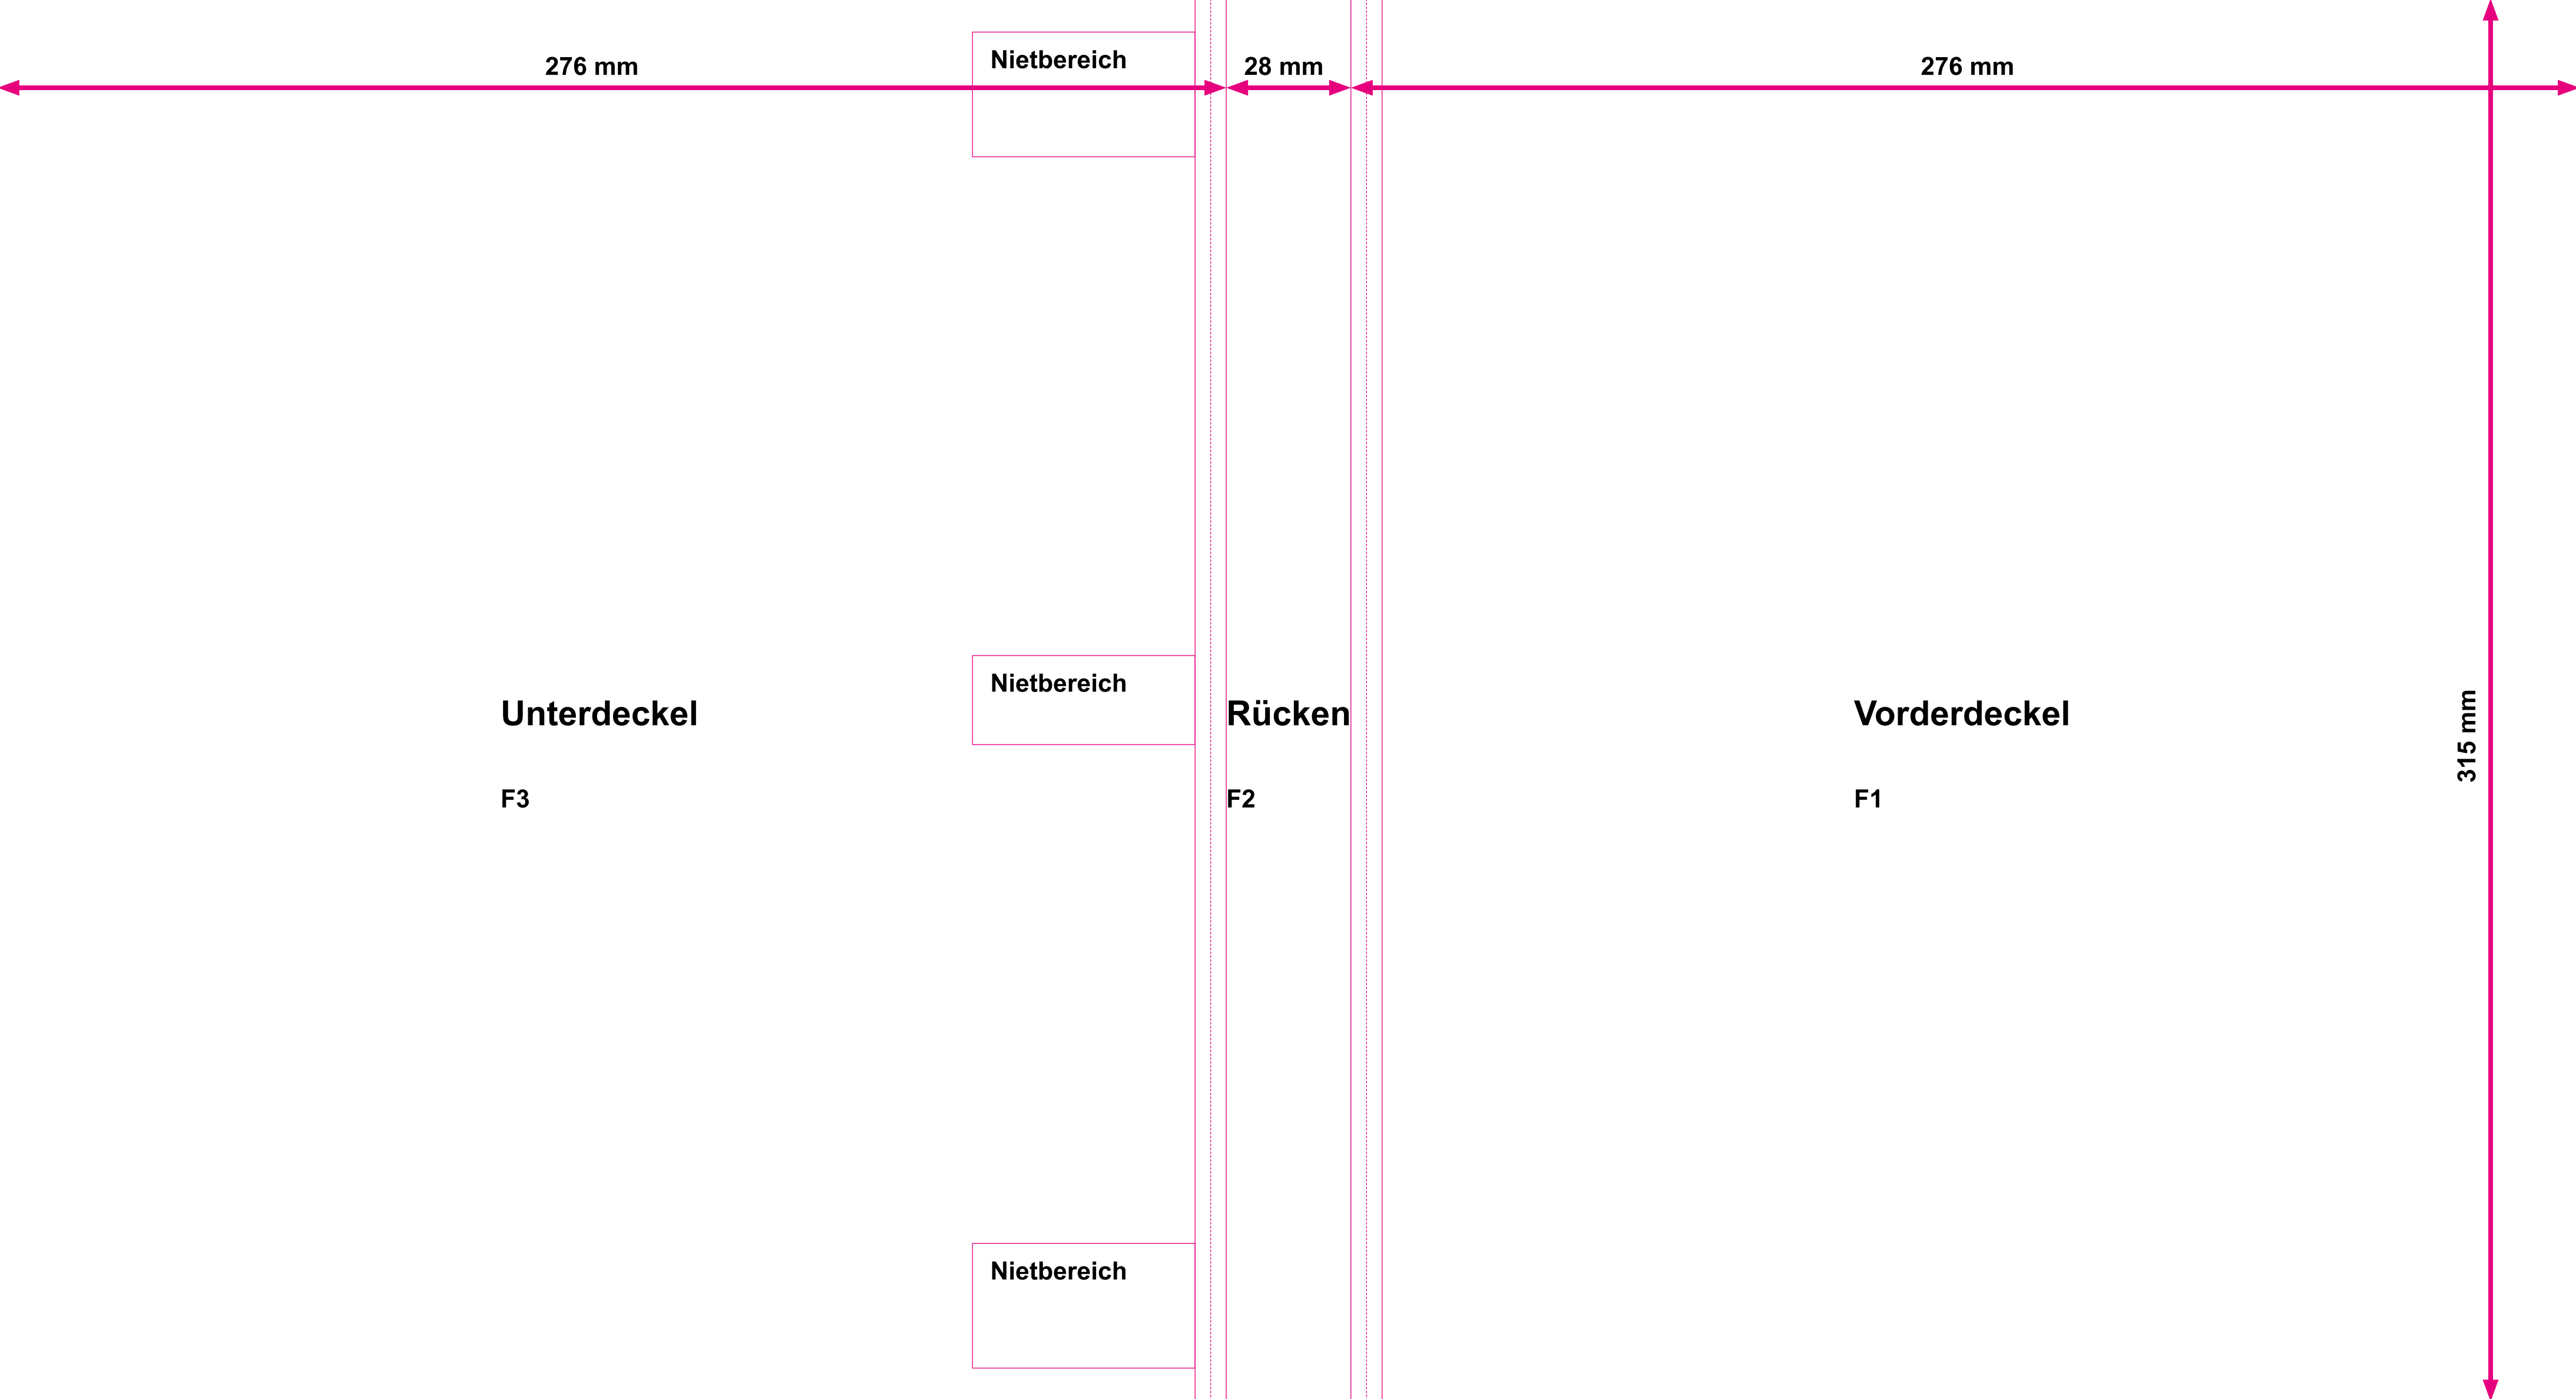 276 mm
Nietbereich
28 mm
276 mm
Nietbereich
Unterdeckel
Rücken
Vorderdeckel
315 mm
F3
F2
F1
Nietbereich